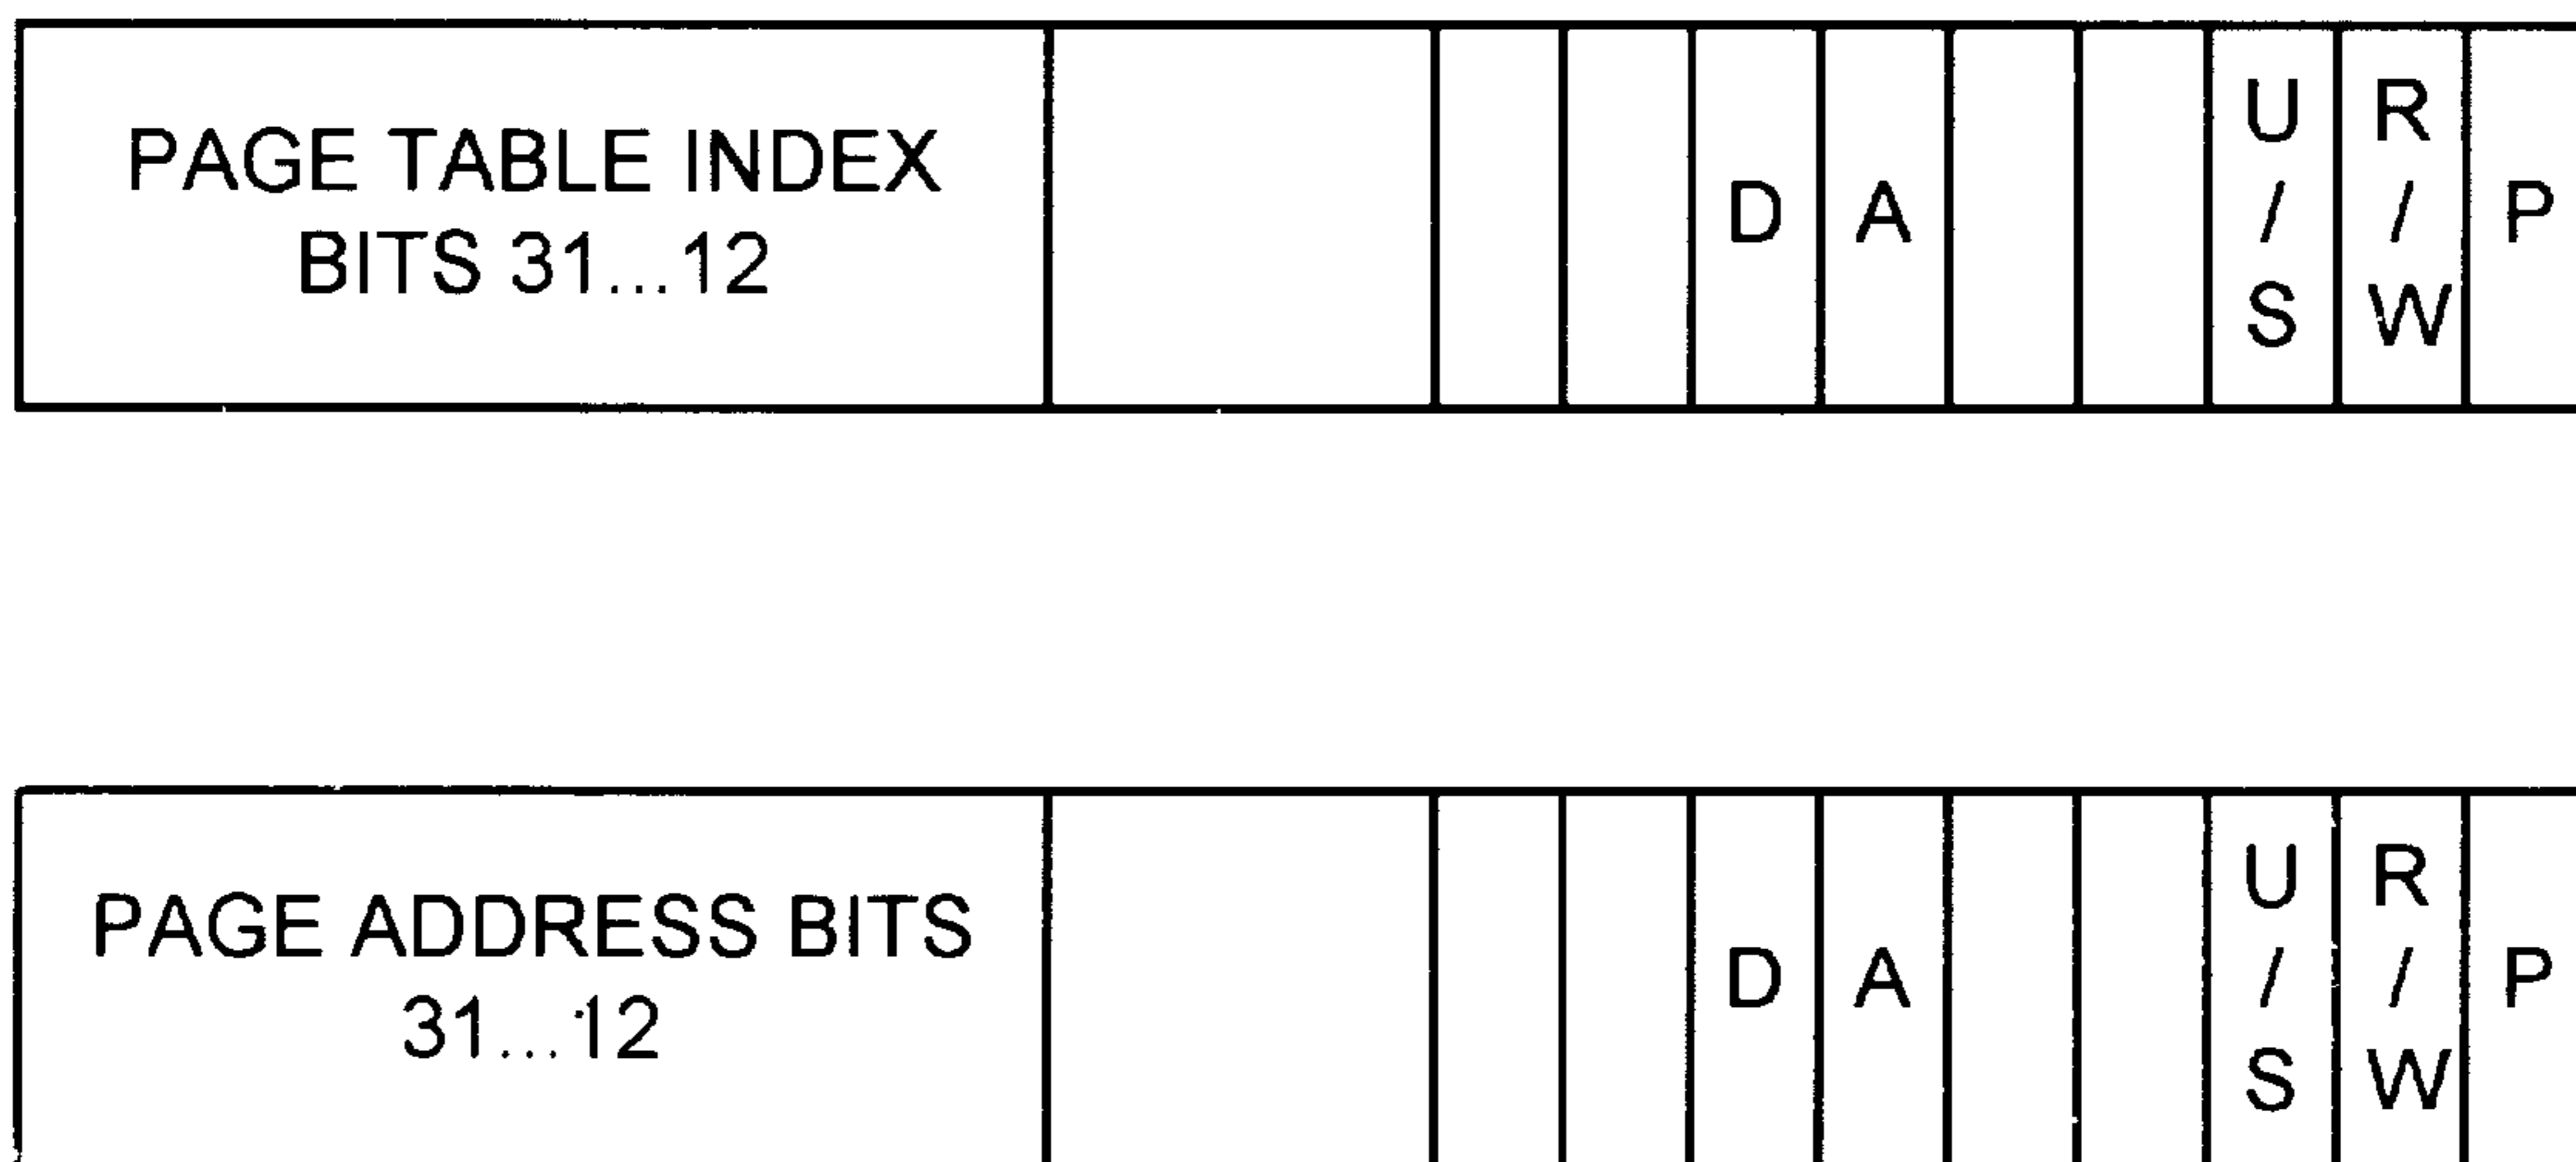 PAGE TABLE INDEX
BITS 31...12
D
A
U
/
S
R
/
W
P
PAGE ADDRESS BITS
31...12
D
A
U
/
S
R
/
W
P